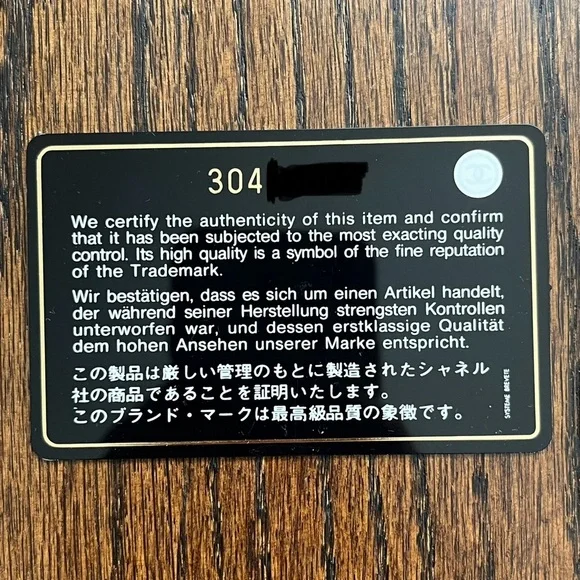 304
We certify the authenticity of this item and confirm
that it has been subjected to the most exacting quality
control. Its high quality is a symbol of the fine reputation
of the Trademark.
Wir bestätigen, dass es sich um einen Artikel handelt,
der während seiner Herstellung strengsten Kontrollen
unterworfen war, und dessen erstklassige Qualität
dem hohen Ansehen unserer Marke entspricht.
この製品は厳しい管理のもとに製造されたシャネル
社の商品であることを証明いたします。
このブランド・マークは最高級品質の象徴です。
SYSTEME BREVETE